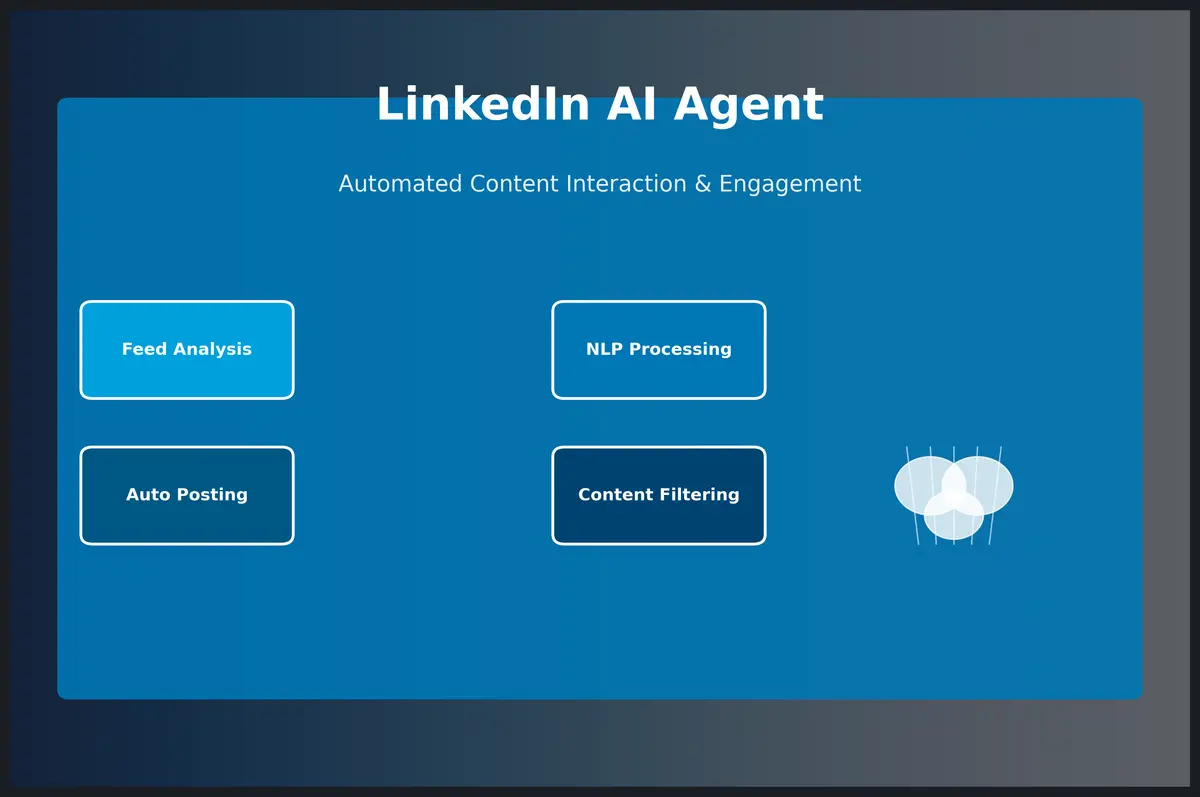 LinkedIn AI Agent
Automated Content Interaction & Engagement
Feed Analysis
NLP Processing
Auto Posting
Content Filtering